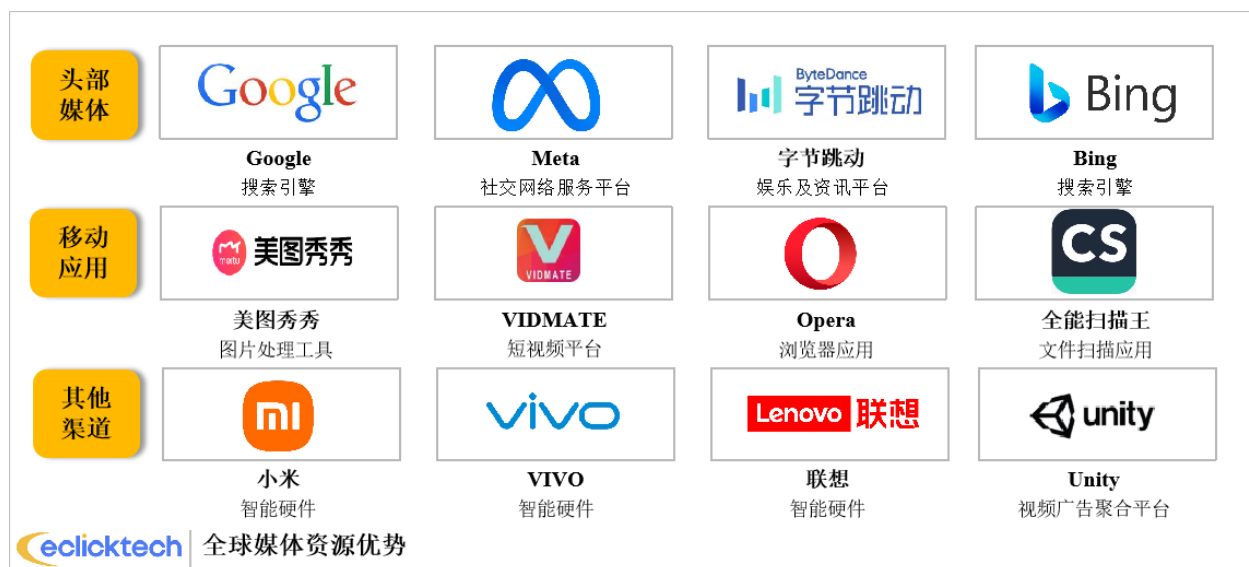 头部
媒体
Google
ByteDance
字节跳动
Bing
Google
Meta
字节跳动
Bing
搜索引擎
社交网络服务平台
娱乐及资讯平台
搜索引擎
移动
应用
meitu
美图秀秀
V
VIDMATE
CS
美图秀秀
VIDMATE
Opera
全能扫描王
图片处理工具
短视频平台
浏览器应用
文件扫描应用
其他
渠道
mi
vivo
Lenovo 联想
unity
小米
VIVO
联想
Unity
智能硬件
智能硬件
智能硬件
视频广告聚合平台
eclicktech
全球媒体资源优势